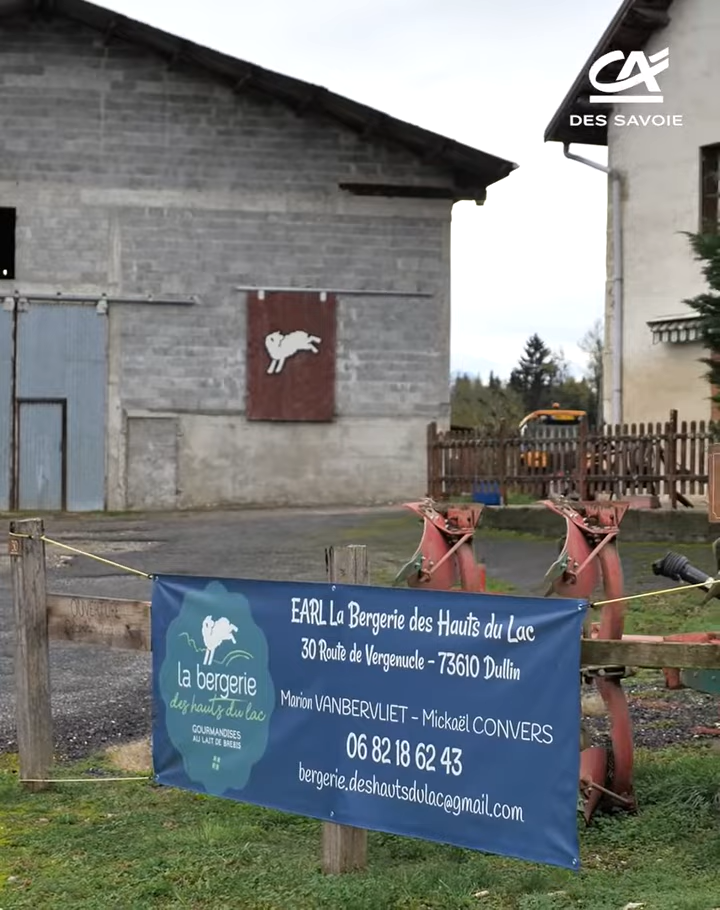 CA
DES SAVOIE
OUVERTURE
la bergerie
des hauts du lac
GOURMANDISES
AU LAIT DE BREBIS
EARL La Bergerie des Hauts du Lac
30 Route de Vergenucle - 73610 Dullin
Marion VANBERVLIET - Mickaël CONVERS
06 82 18 62 43
bergerie.deshautsdulac@gmail.com